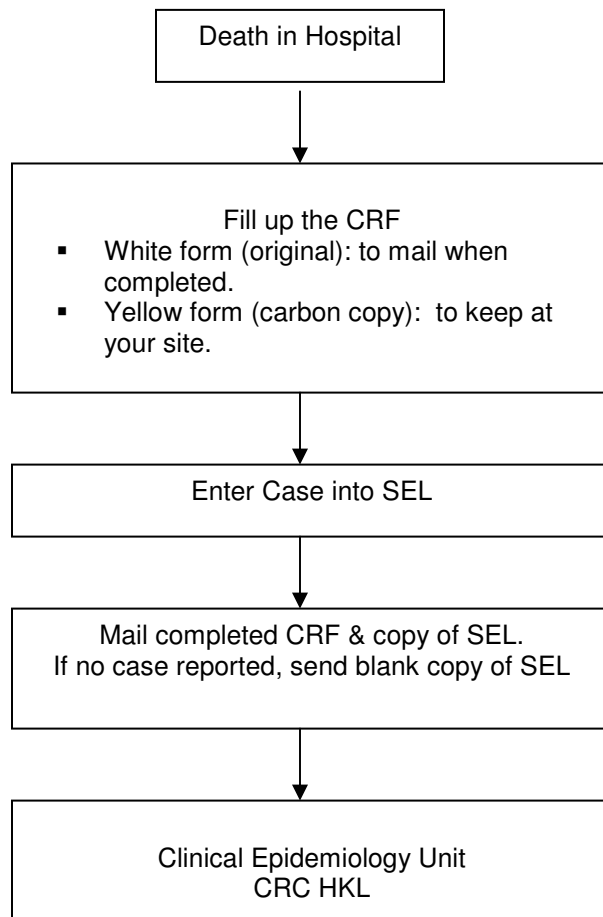 Death in Hospital
Fill up the CRF
▪ White form (original): to mail when
completed.
▪ Yellow form (carbon copy): to keep at
your site.
Enter Case into SEL
Mail completed CRF & copy of SEL.
If no case reported, send blank copy of SEL
Clinical Epidemiology Unit
CRC HKL